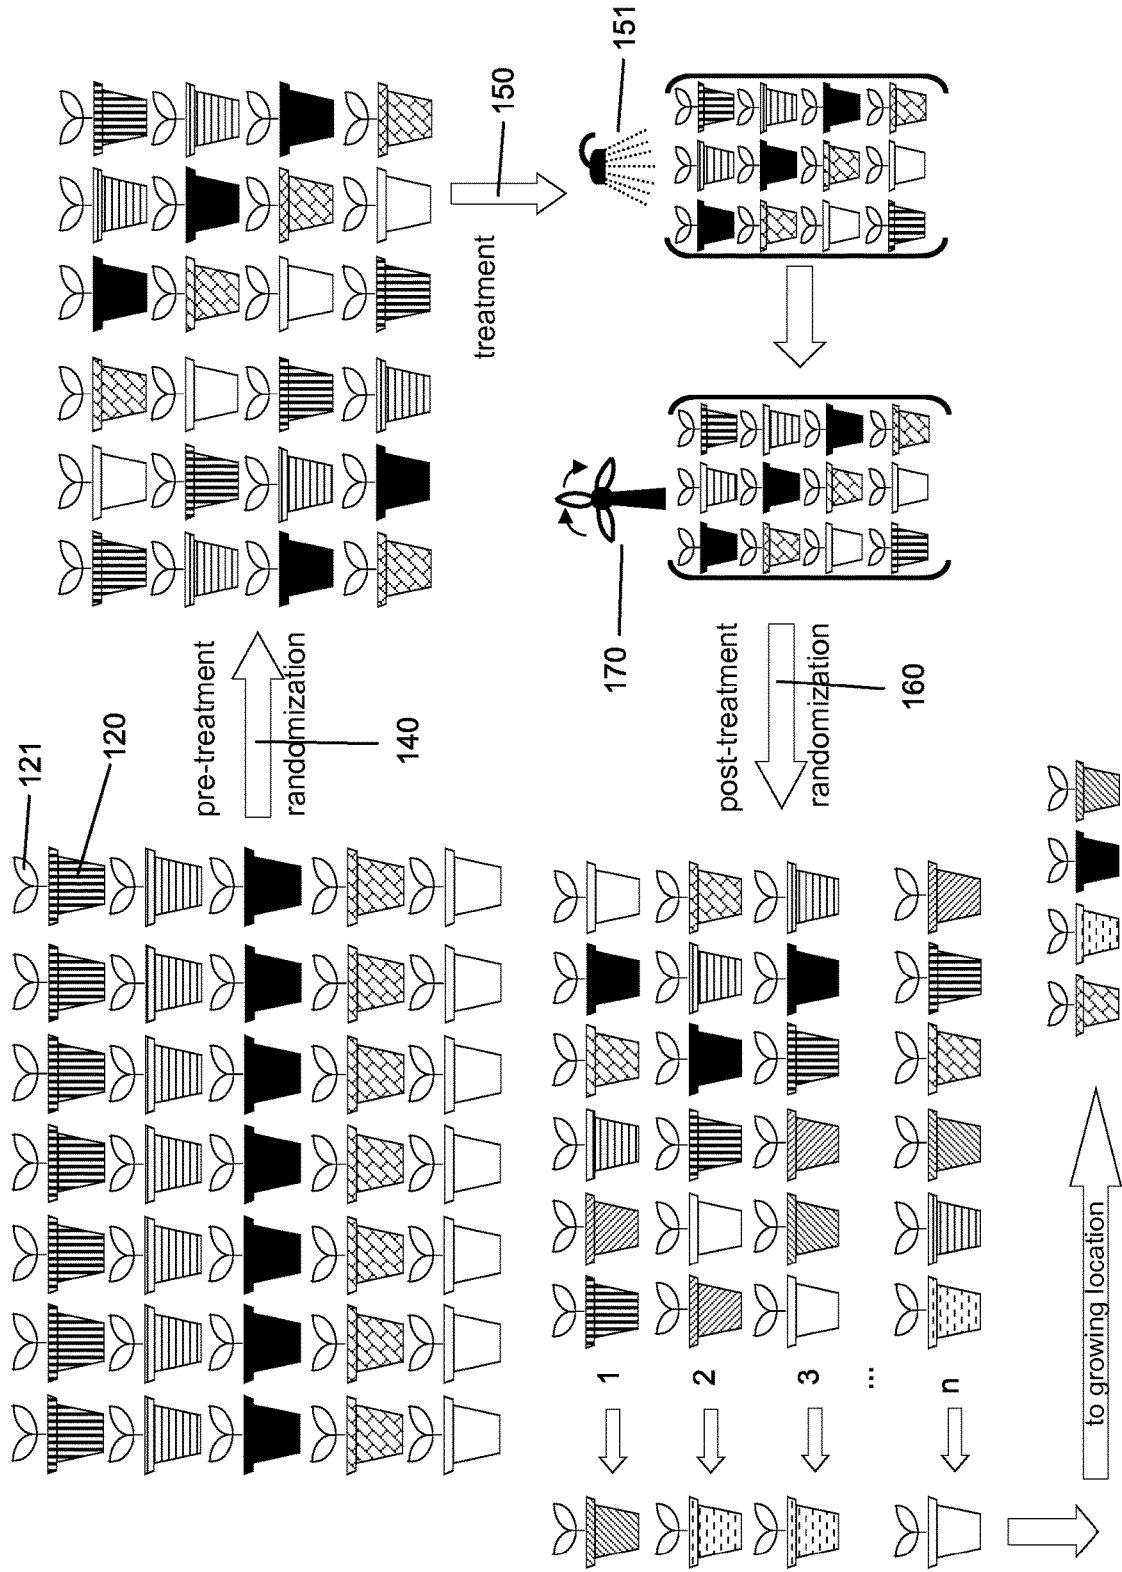 121
120
pre-treatment
randomization
140
treatment
150
151
170
post-treatment
randomization
160
1
2
3
...
n
to growing location